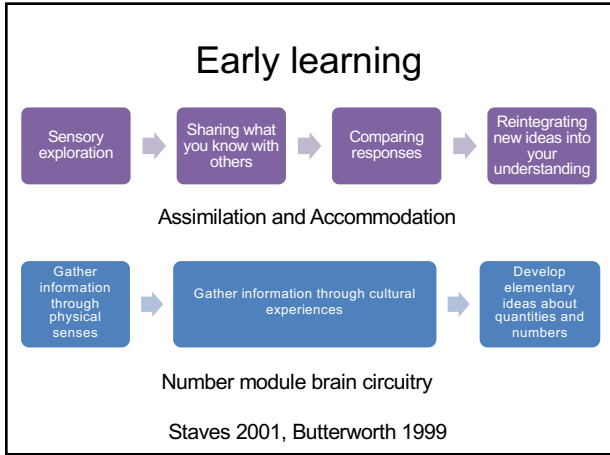 Early learning
Sensory
exploration
Sharing what
you know with
others
Comparing
responses
Reintegrating
new ideas into
your
understanding
Assimilation and Accommodation
Gather
information
through
physical
senses
Gather information through cultural
experiences
Develop
elementary
ideas about
quantities and
numbers
Number module brain circuitry
Staves 2001, Butterworth 1999